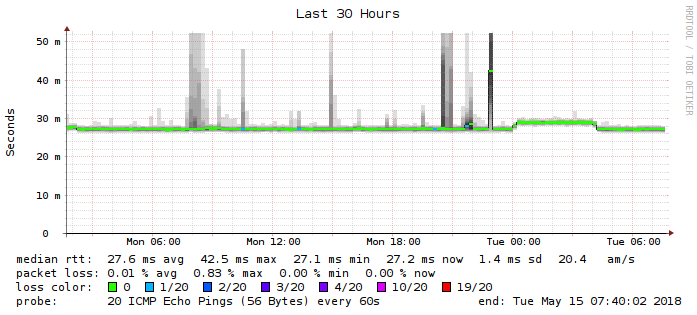 Last 30 Hours
RRDTOOL / TOBI OETIKER
Seconds
50 m
40 m
30 m
20 m
10 m
0
Mon 06:00 Mon 12:00 Mon 18:00 Tue 00:00 Tue 06:00
median rtt: 27.6 ms avg 42.5 ms max 27.1 ms min 27.2 ms now 1.4 ms sd 20.4 am/s
packet loss: 0.01 % avg 0.83 % max 0.00 % min 0.00 % now
loss color: 0 1/20 2/20 3/20 4/20 10/20 19/20
probe: 20 ICMP Echo Pings (56 Bytes) every 60s end: Tue May 15 07:40:02 2018